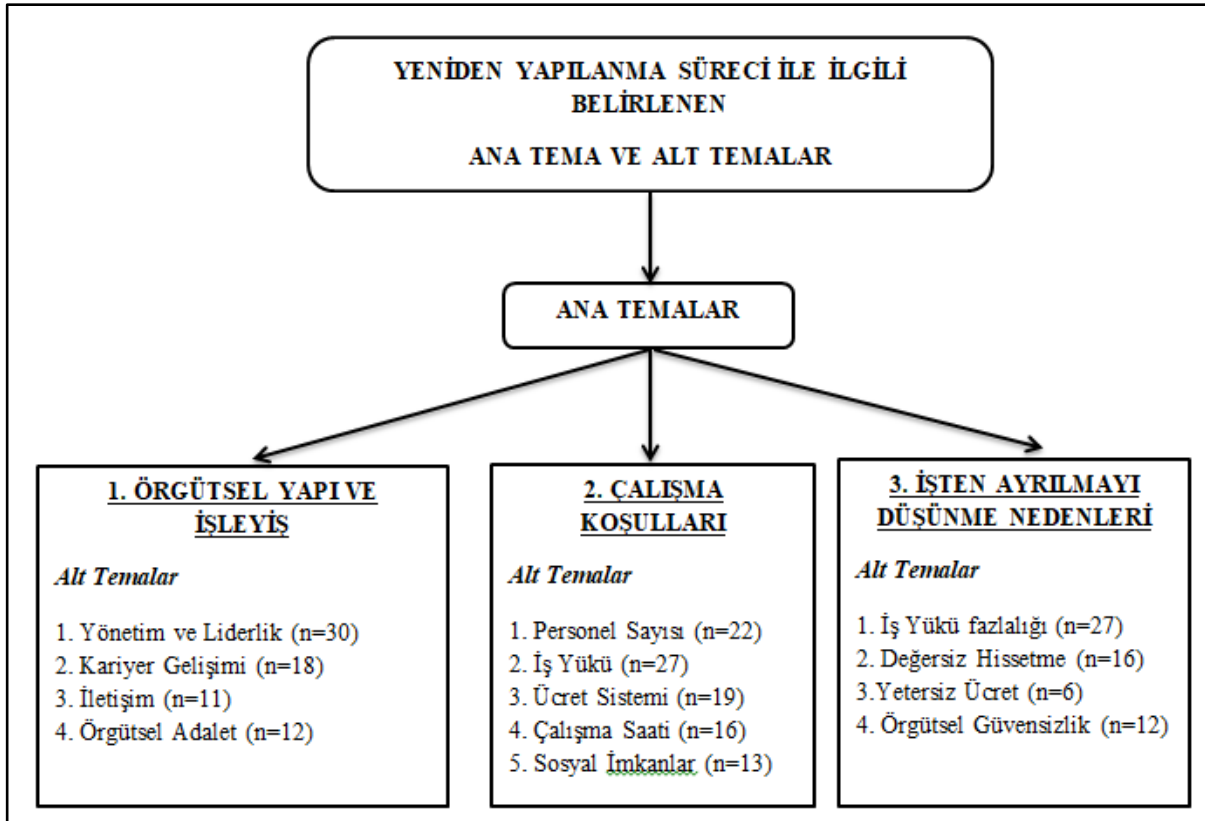 YENİDEN YAPILANMA SÜRECİ İLE İLGİLİ
BELİRLENEN
ANA TEMA VE ALT TEMALAR
ANA TEMALAR
1. ÖRGÜTSEL YAPI VE
İŞLEYİŞ
Alt Temalar
1. Yönetim ve Liderlik (n=30)
2. Kariyer Gelişimi (n=18)
3. İletişim (n=11)
4. Örgütsel Adalet (n=12)
2. ÇALIŞMA
KOŞULLARI
Alt Temalar
1. Personel Sayısı (n=22)
2. İş Yükü (n=27)
3. Ücret Sistemi (n=19)
4. Çalışma Saati (n=16)
5. Sosyal İmkanlar (n=13)
3. İŞTEN AYRILMAYI
DÜŞÜNME NEDENLERİ
Alt Temalar
1. İş Yükü fazlalığı (n=27)
2. Değersiz Hissetme (n=16)
3.Yetersiz Ücret (n=6)
4. Örgütsel Güvensizlik (n=12)